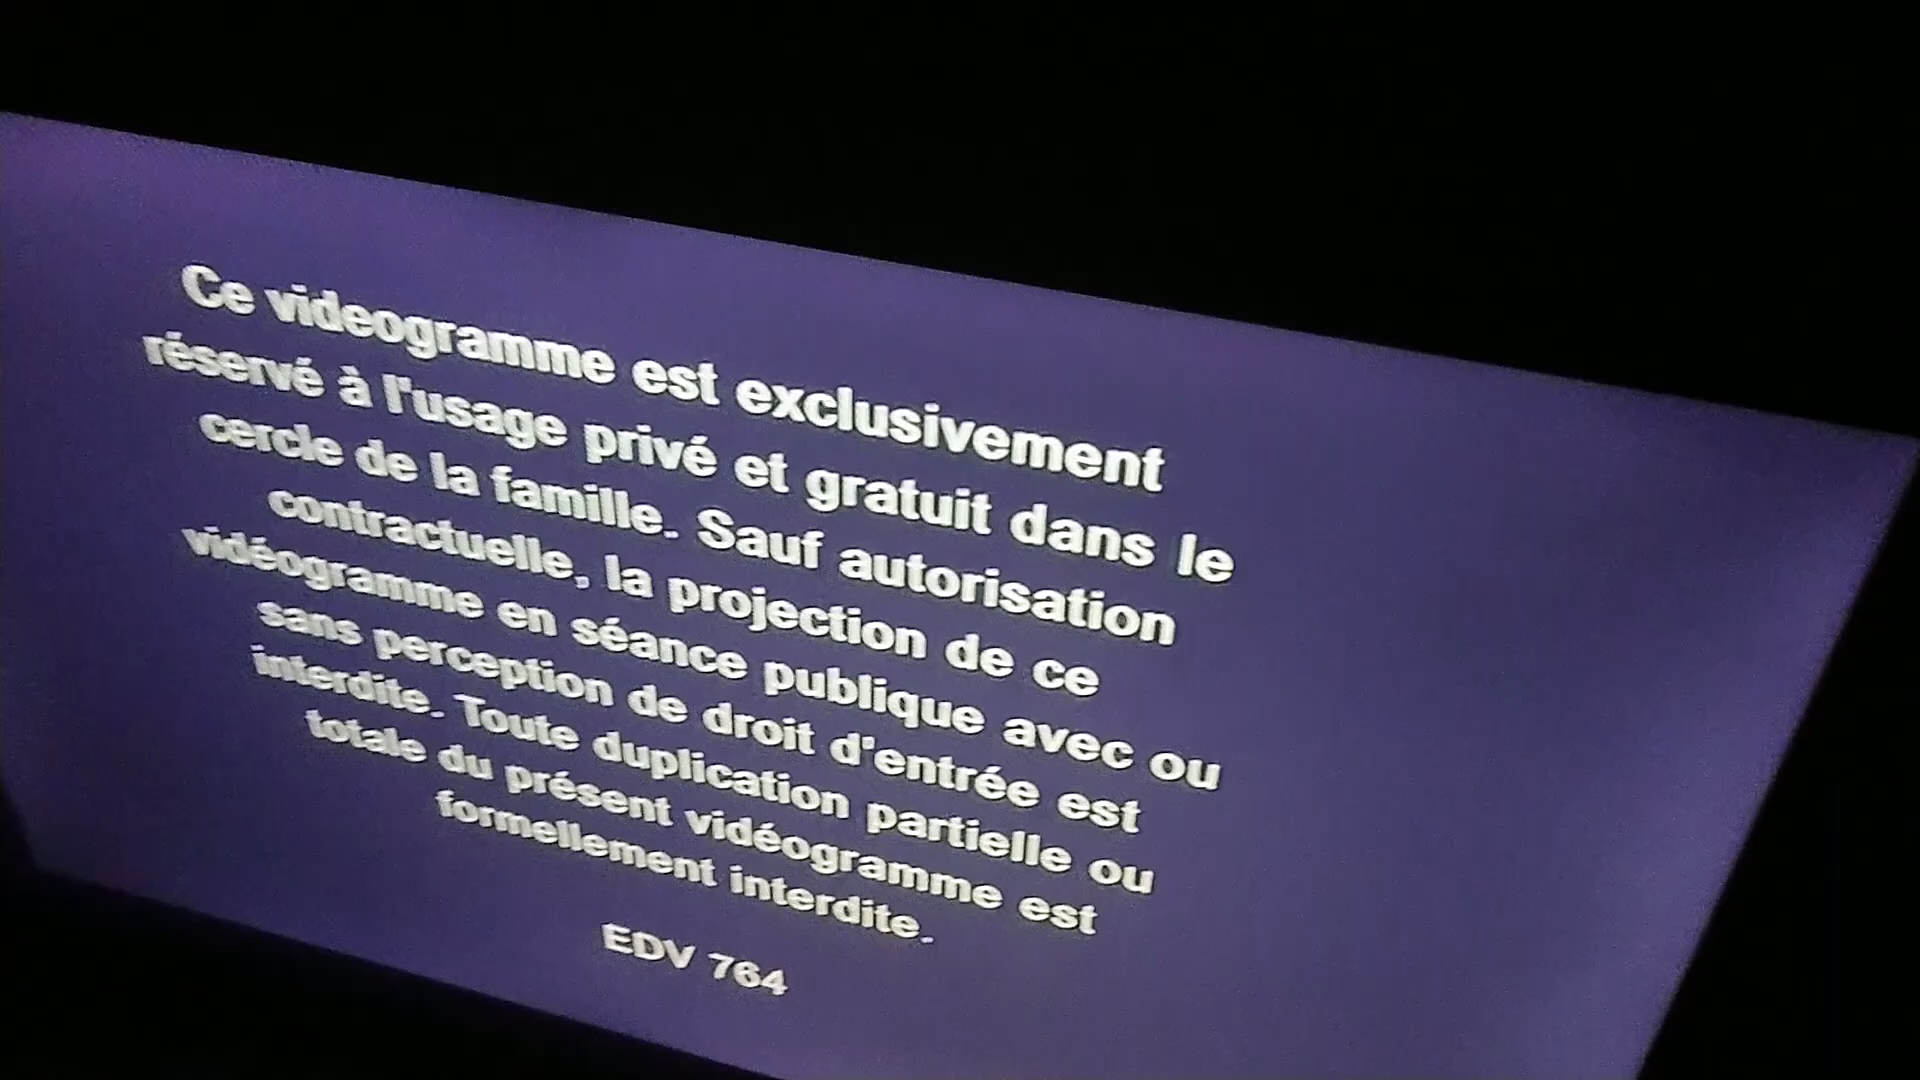 Ce videogramme est exclusivement
réservé à l'usage privé et gratuit dans le
cercle de la famille. Sauf autorisation
contractuelle, la projection de ce
vidéogramme en séance publique avec ou
sans perception de droit d'entrée est
interdite. Toute duplication partielle ou
totale du présent vidéogramme est
formellement interdite.
EDV 764